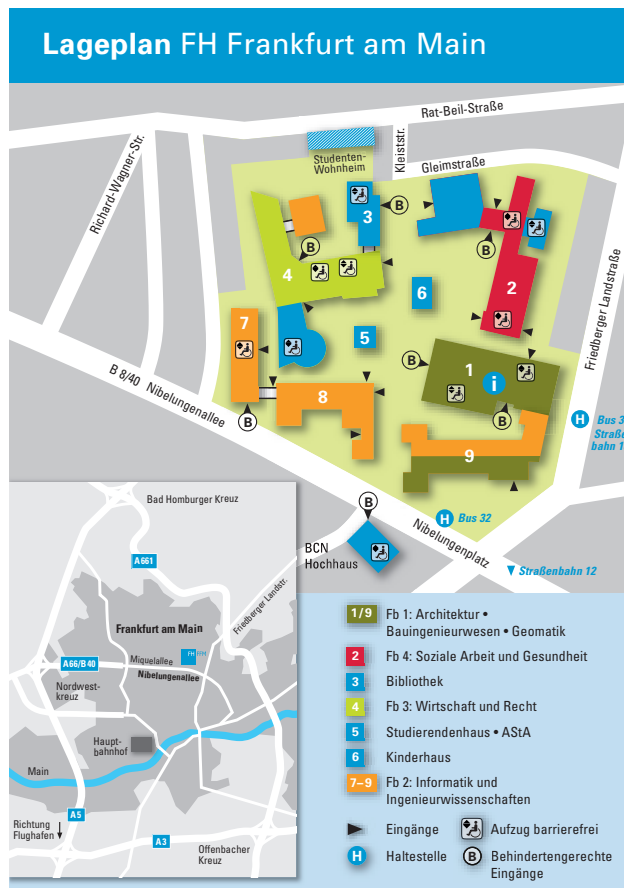 Lageplan FH Frankfurt am Main
Rat-Beil-Straße
Richard-Wagner-Str.
Studenten-
Wohnheim
Kleiststr.
Gleimstraße
Friedberger Landstraße
3
B
B
B
4
2
6
7
5
1
B
i
8
B
B
9
B 8/40 Nibelungenallee
H Bus 3
Straße
bahn 1
B
H Bus 32
Nibelungenplatz
BCN
Hochhaus
Straßenbahn 12
Bad Homburger Kreuz
A661
Friedberger Landstr.
Frankfurt am Main
FH FFM
A66/B40
Miquelallee
Nibelungenallee
Nordwest-
kreuz
Haupt-
bahnhof
Main
A5
Richtung
Flughafen
A3
Offenbacher
Kreuz
1/9 Fb 1: Architektur •
Bauingenieurwesen • Geomatik
2 Fb 4: Soziale Arbeit und Gesundheit
3 Bibliothek
4 Fb 3: Wirtschaft und Recht
5 Studierendenhaus • AStA
6 Kinderhaus
7–9 Fb 2: Informatik und
Ingenieurwissenschaften
Eingänge
Aufzug barrierefrei
H Haltestelle
B Behindertengerechte
Eingänge